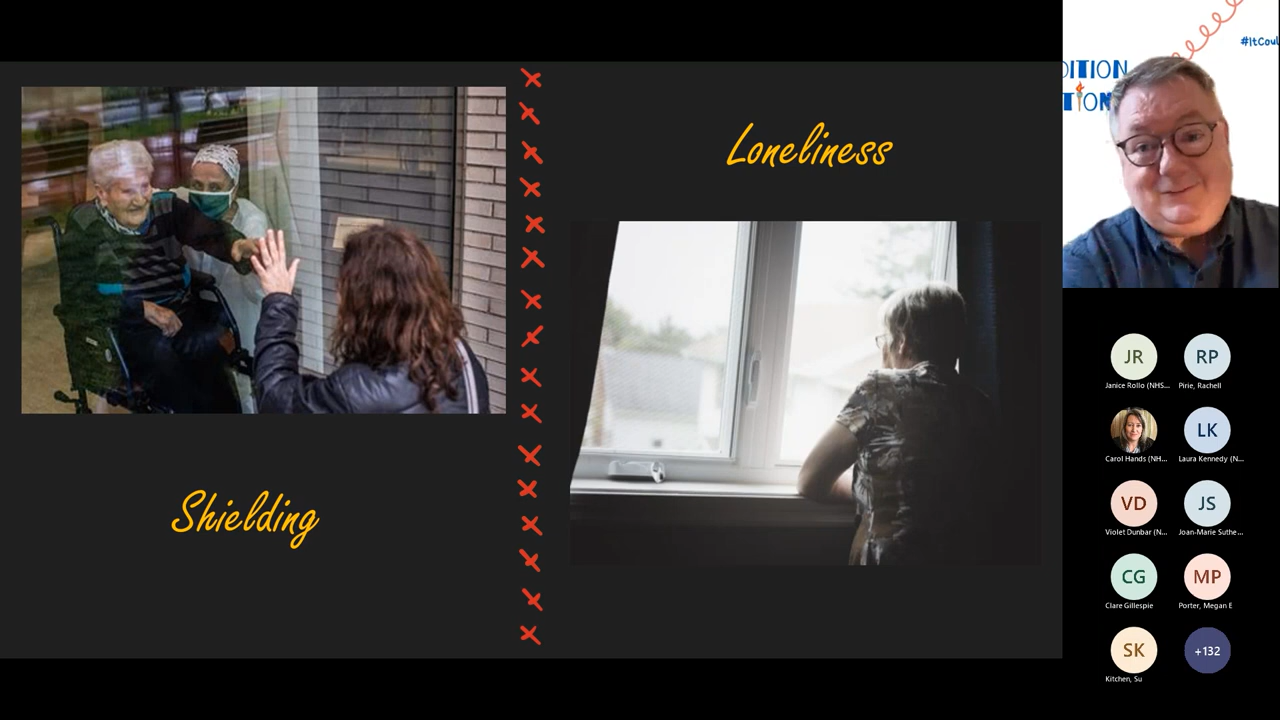 Loneliness
Shielding
#ItCoul
DITION
TION
JR
RP
Janice Rollo (NHS...
Pirie, Rachell
LK
Carol Hands (NH...
Laura Kennedy (N...
VD
JS
Violet Dunbar (N...
Joan-Marie Suthe...
CG
MP
Clare Gillespie
Porter, Megan E
SK
+132
Kitchen, Su